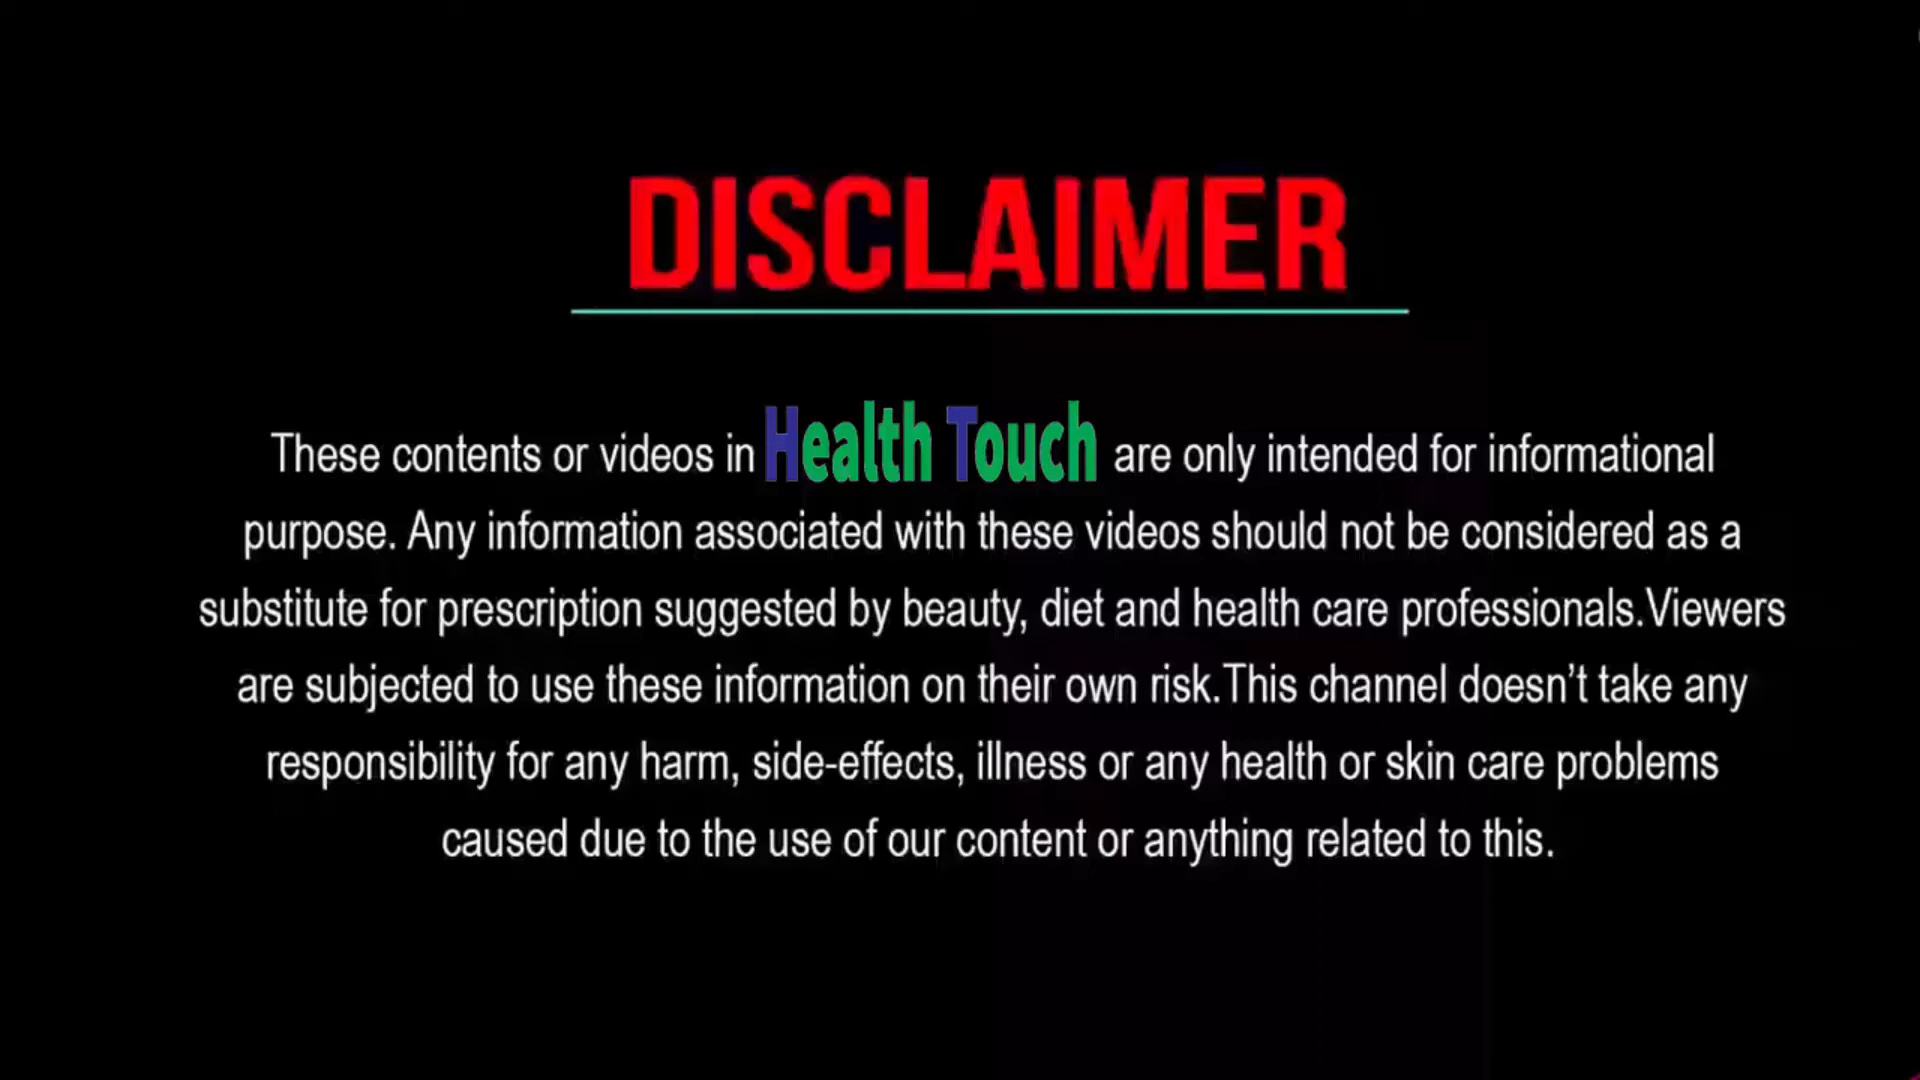 DISCLAIMER
These contents or videos in Health Touch are only intended for informational
purpose. Any information associated with these videos should not be considered as a
substitute for prescription suggested by beauty, diet and health care professionals.Viewers
are subjected to use these information on their own risk.This channel doesn’t take any
responsibility for any harm, side-effects, illness or any health or skin care problems
caused due to the use of our content or anything related to this.